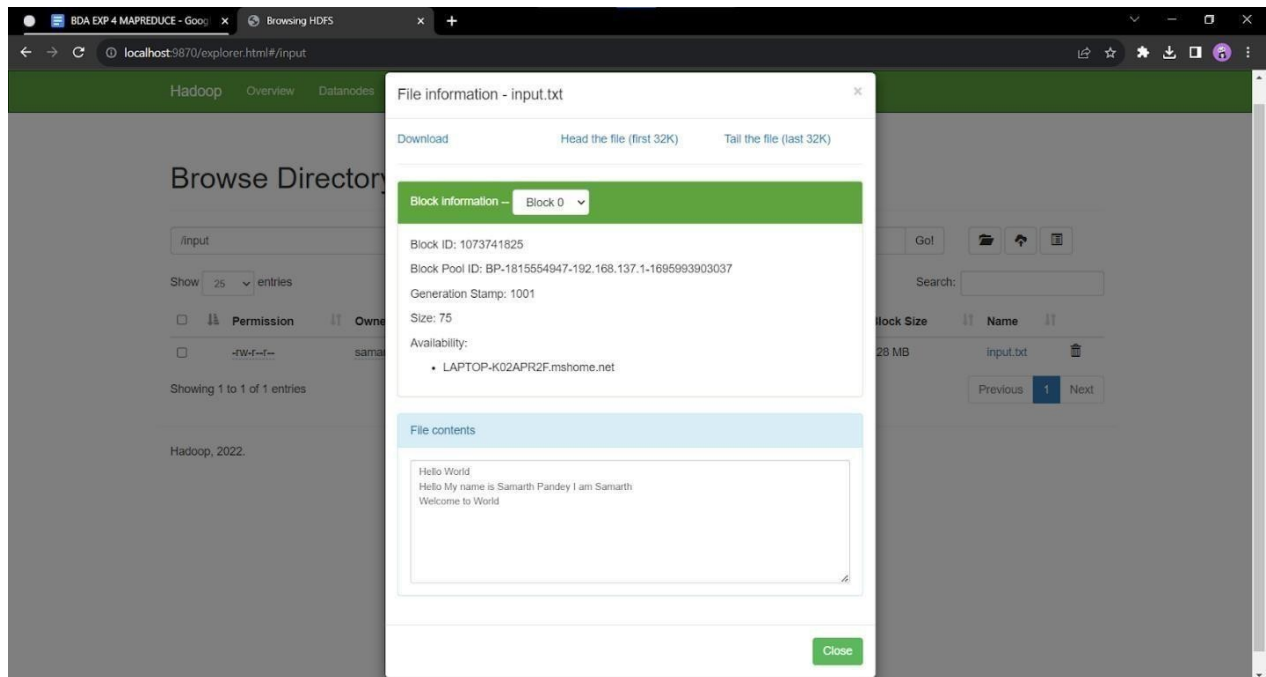 BDA EXP 4 MAPREDUCE - Goog
Browsing HDFS
localhost:9870/explorer.html#/input
Hadoop Overview Datanodes
File information - input.txt
Download Head the file (first 32K) Tail the file (last 32K)
Browse Directory
Block information -- Block 0
/input
Go!
Block ID: 1073741825
Block Pool ID: BP-1815554947-192.168.137.1-1695993903037
Show 25 entries
Search:
Generation Stamp: 1001
Size: 75
Permission Owne lock Size Name
Availability:
-rw-r--r-- sama 28 MB input.txt
LAPTOP-K02APR2F.mshome.net
Showing 1 to 1 of 1 entries
Previous 1 Next
File contents
Hadoop, 2022.
Hello World
Hello My name is Samarth Pandey I am Samarth
Welcome to World
Close